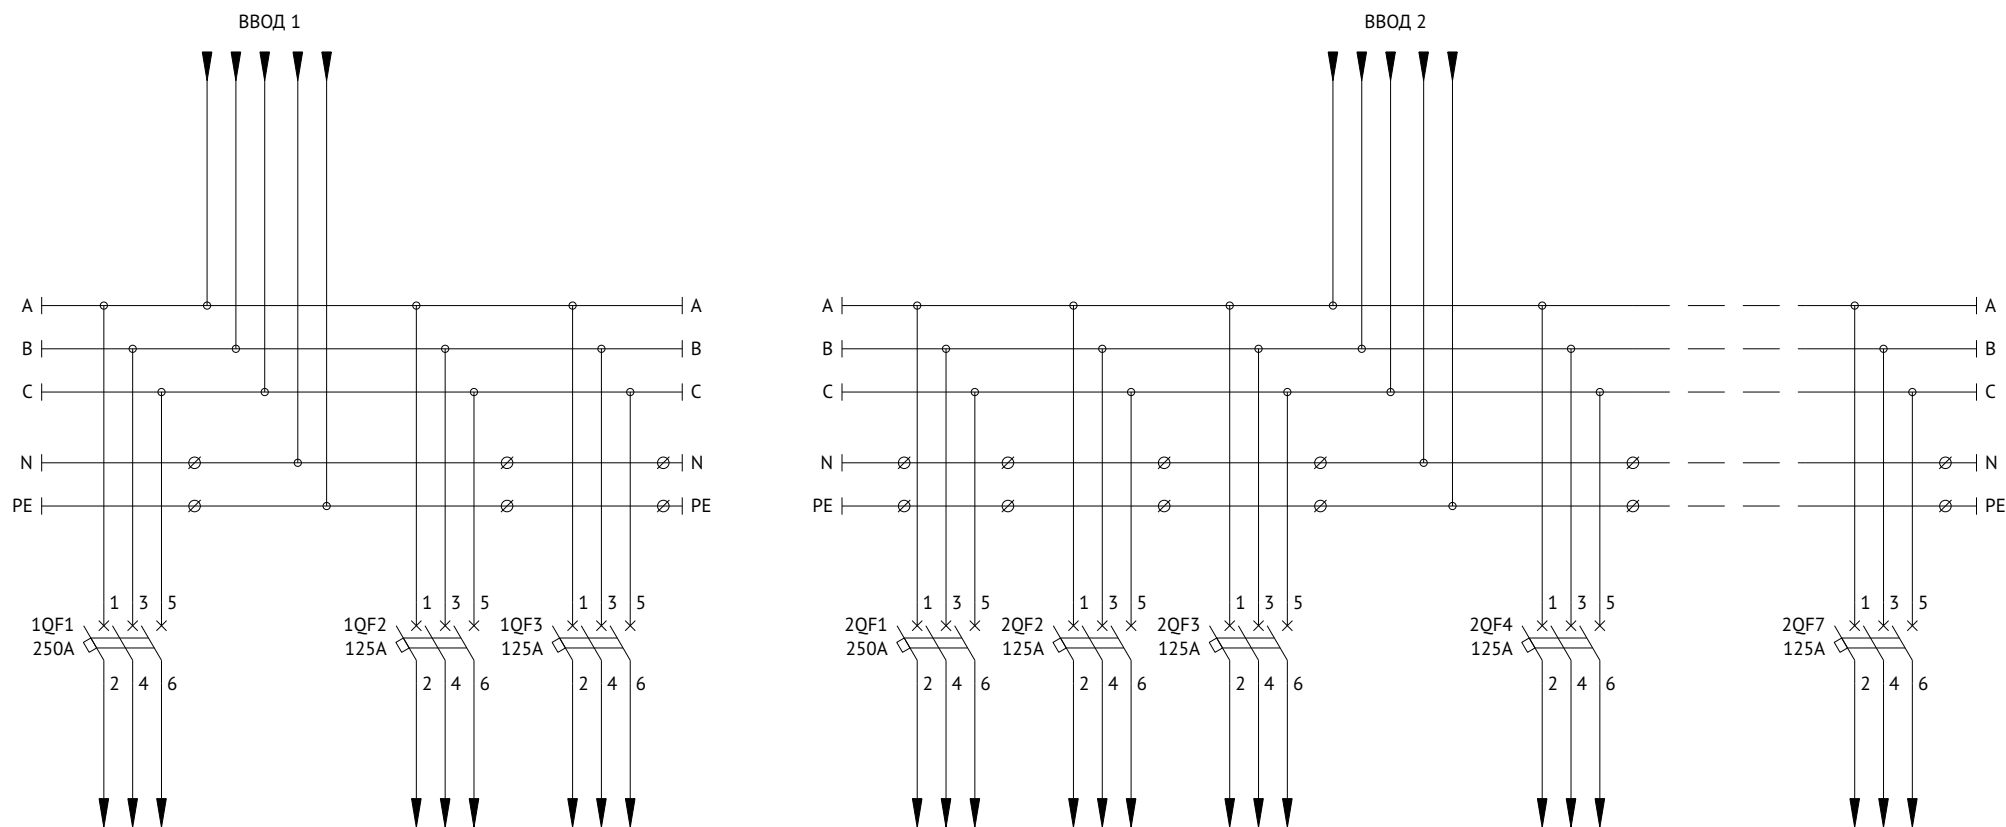 ВВОД 1
ВВОД 2
A A A A
B B B B
C C C C
N N N N
PE PE PE PE
1 3 5 1 3 5 1 3 5 1 3 5 1 3 5 1 3 5 1 3 5 1 3 5
1QF1 1QF2 1QF3 2QF1 2QF2 2QF3 2QF4 2QF7
250A 125A 125A 250A 125A 125A 125A 125A
2 4 6 2 4 6 2 4 6 2 4 6 2 4 6 2 4 6 2 4 6 2 4 6